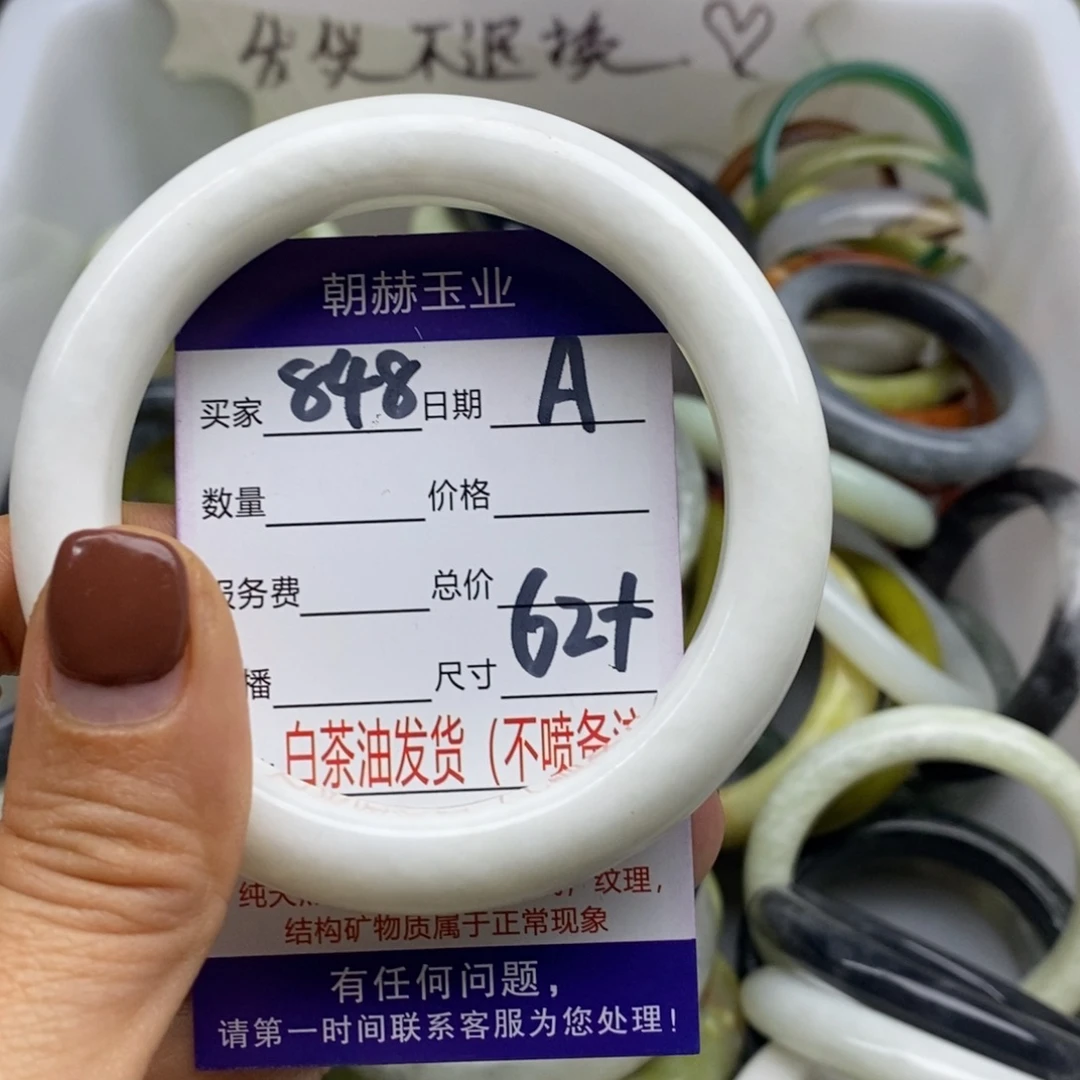 不退换
朝赫玉业
买家 848 日期 A
数量 价格
服务费 总价
播 尺寸 62+
白茶油发货（不喷
纹理，
结构矿物质属于正常现象
有任何问题，
请第一时间联系客服为您处理！